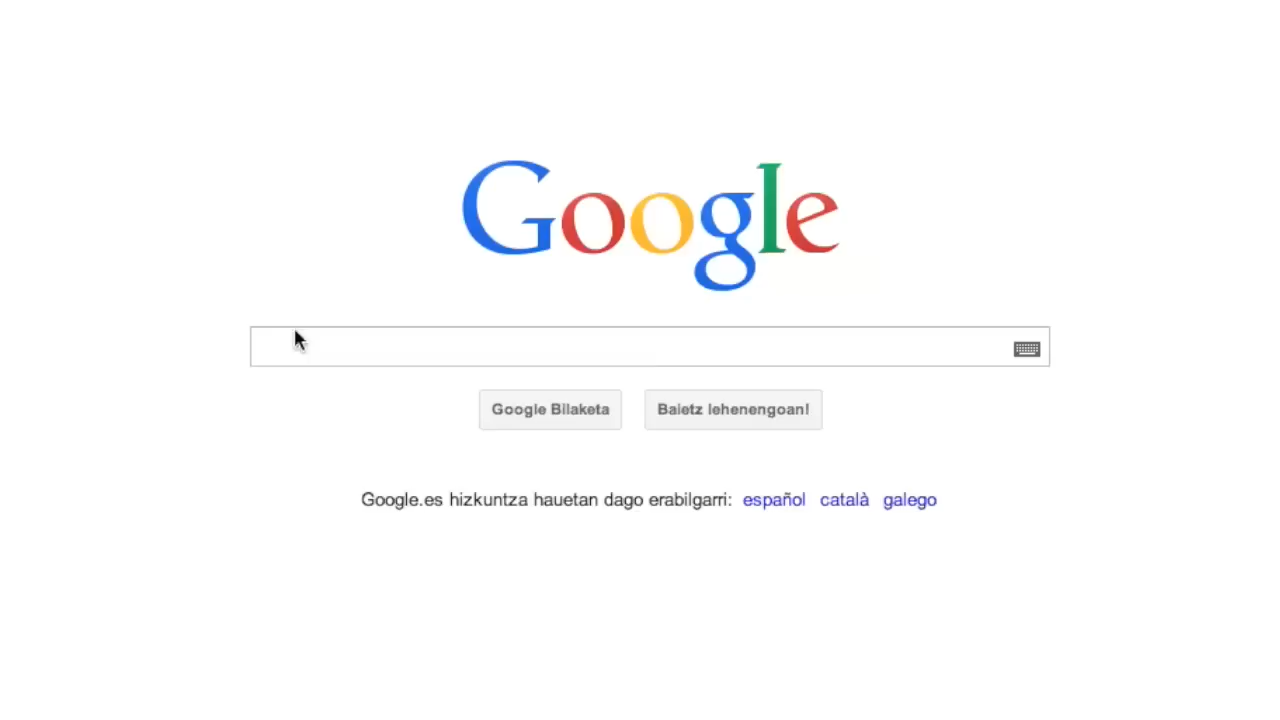 Google
Google Bilaketa
Baietz lehenengoan!
Google.es hizkuntza hauetan dago erabilgarri: español català galego